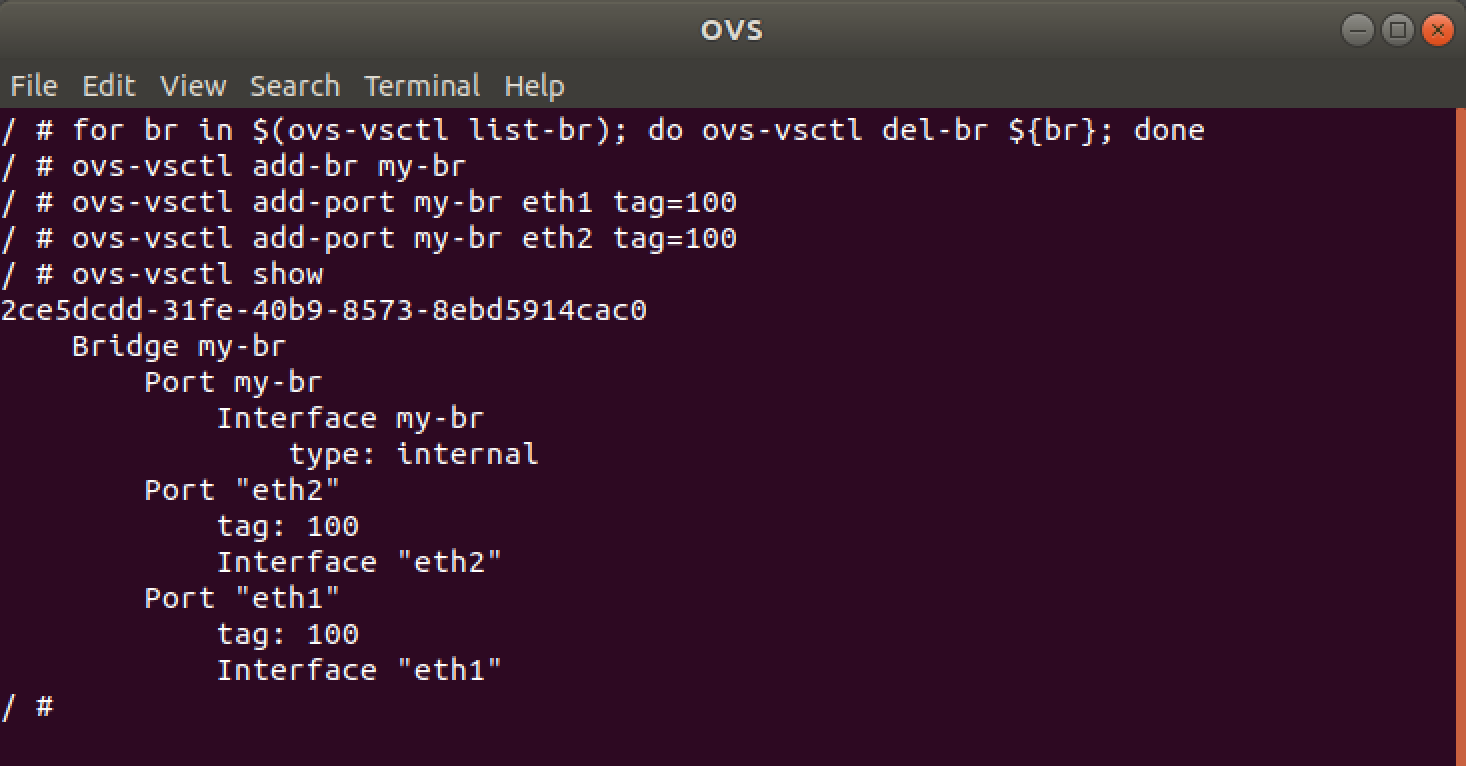 OVS
File Edit View Search Terminal Help
/ # for br in $(ovs-vsctl list-br); do ovs-vsctl del-br ${br}; done
/ # ovs-vsctl add-br my-br
/ # ovs-vsctl add-port my-br eth1 tag=100
/ # ovs-vsctl add-port my-br eth2 tag=100
/ # ovs-vsctl show
2ce5dcdd-31fe-40b9-8573-8ebd5914cac0
    Bridge my-br
        Port my-br
            Interface my-br
                type: internal
        Port "eth2"
            tag: 100
            Interface "eth2"
        Port "eth1"
            tag: 100
            Interface "eth1"
/ #